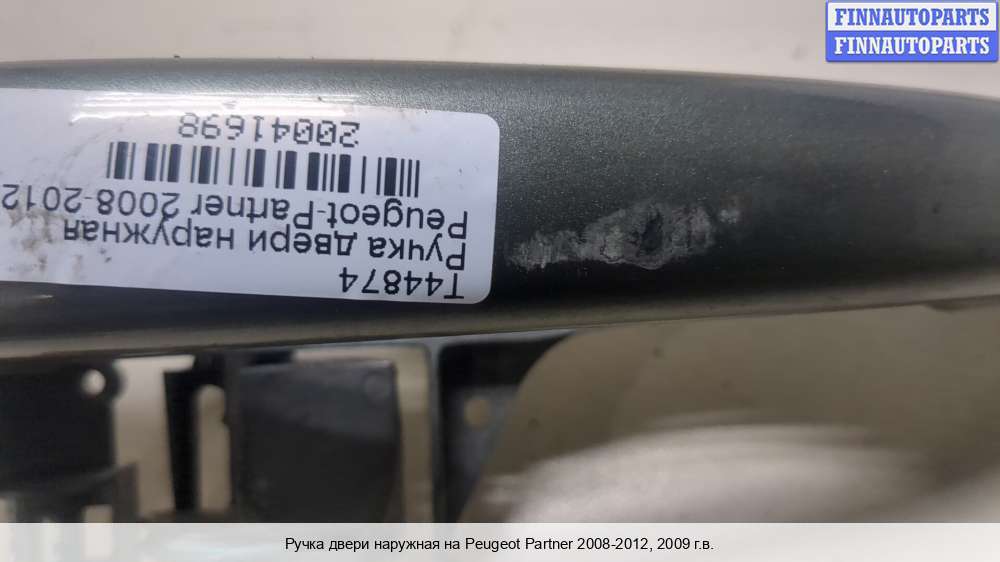 FINNAUTOPARTS
FINNAUTOPARTS
T44874
Ручка двери наружная
Peugeot-Partner 2008-2012
20041698
Ручка двери наружная на Peugeot Partner 2008-2012, 2009 г.в.